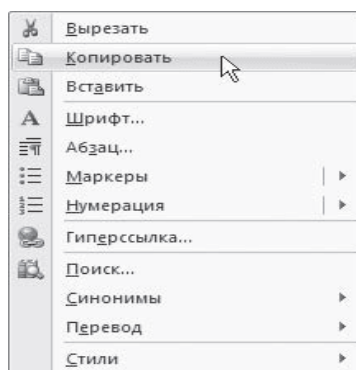 Вырезать
Копировать
Вставить
Шрифт...
Абзац...
Маркеры
Нумерация
Гиперссылка...
Поиск...
Синонимы
Перевод
Стили